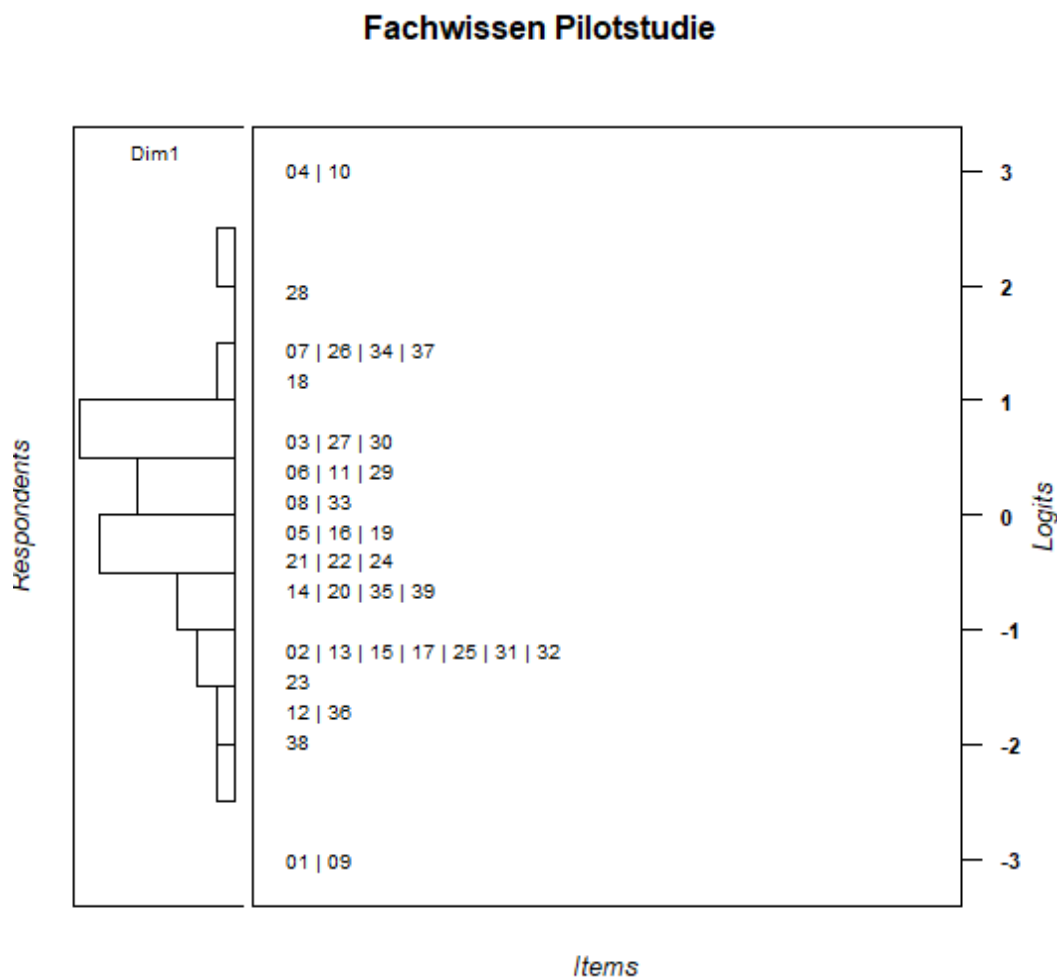 Fachwissen Pilotstudie
Dim1
04 | 10
3
28
2
07 | 26 | 34 | 37
18
1
03 | 27 | 30
06 | 11 | 29
08 | 33
0
05 | 16 | 19
21 | 22 | 24
14 | 20 | 35 | 39
-1
02 | 13 | 15 | 17 | 25 | 31 | 32
23
12 | 36
38
-2
01 | 09
-3
Respondents
Logits
Items